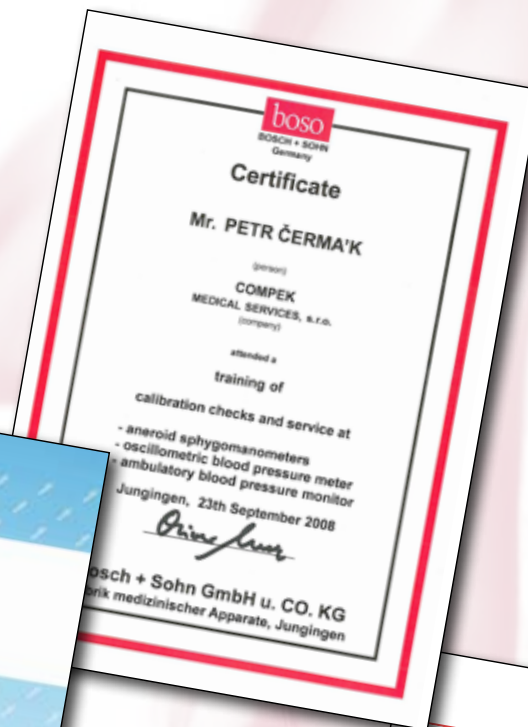 boso
BOSCH + SOHN
Germany
Certificate
Mr. PETR ČERMA'K
(person)
COMPEK
MEDICAL SERVICES, s.r.o.
(company)
attended a
training of
calibration checks and service at
- aneroid sphygomanometers
- oscillometric blood pressure meter
- ambulatory blood pressure monitor
Jungingen, 23th September 2008
osch + Sohn GmbH u. CO. KG
brik medizinischer Apparate, Jungingen